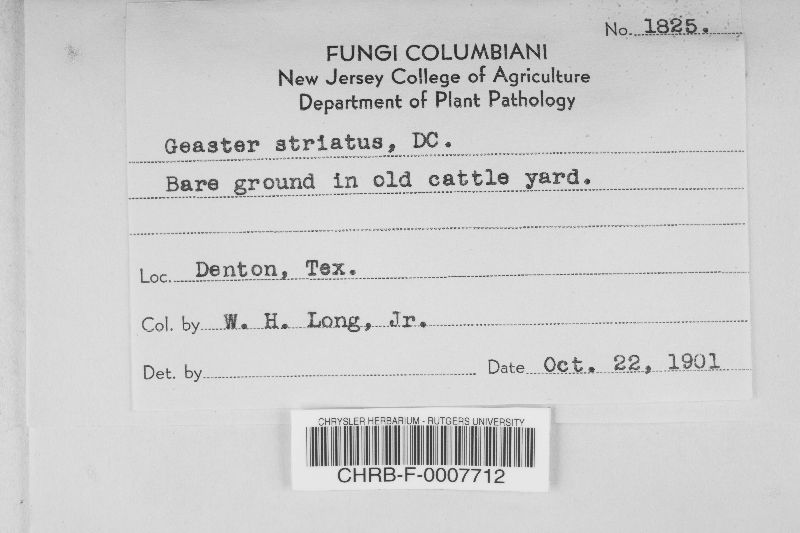 No. 1825.
FUNGI COLUMBIANI
New Jersey College of Agriculture
Department of Plant Pathology
Geaster striatus, DC.
Bare ground in old cattle yard.
Loc. Denton, Tex.
Col. by W. H. Long, Jr.
Det. by
Date Oct. 22, 1901
CHRYSLER HERBARIUM - RUTGERS UNIVERSITY
CHRB-F-0007712